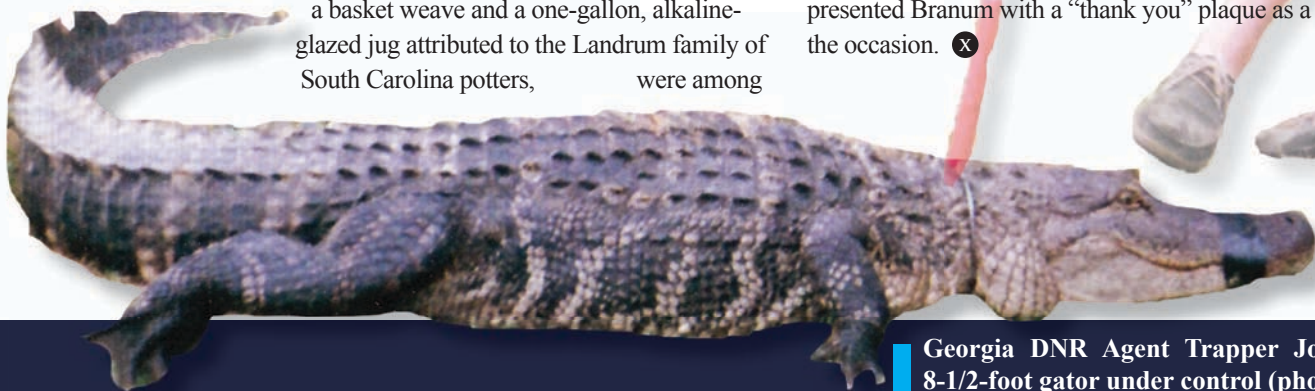 a basket weave and a one-gallon, alkaline-
glazed jug attributed to the Landrum family of
South Carolina potters, were among
presented Branum with a “thank you” plaque as a
the occasion. X
Georgia DNR Agent Trapper Jo
8-1/2-foot gator under control (pho